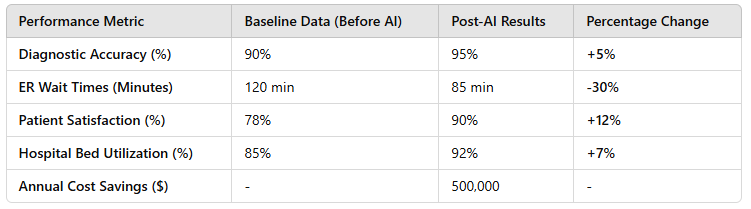 Performance Metric Baseline Data (Before AI) Post-AI Results Percentage Change
Diagnostic Accuracy (%) 90% 95% +5%
ER Wait Times (Minutes) 120 min 85 min -30%
Patient Satisfaction (%) 78% 90% +12%
Hospital Bed Utilization (%) 85% 92% +7%
Annual Cost Savings ($) - 500,000 -